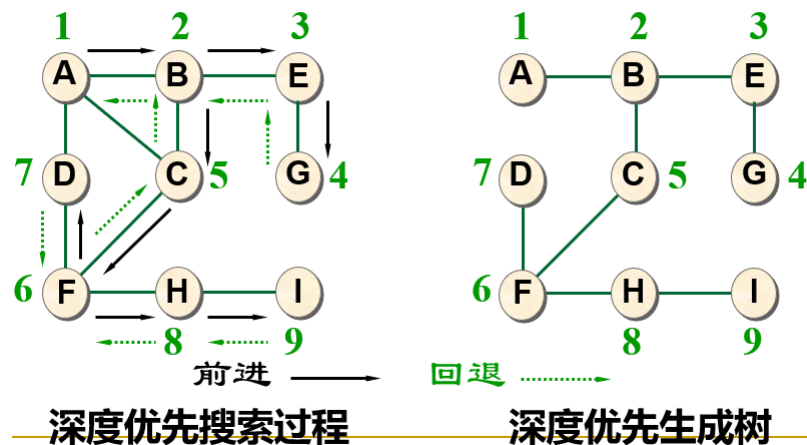 1 2 3 1 2 3
A B E A B E
7 D C 5 G 4 7 D C 5 G 4
6 F H I 6 F H I
8 9 8 9
前进 回退
深度优先搜索过程 深度优先生成树